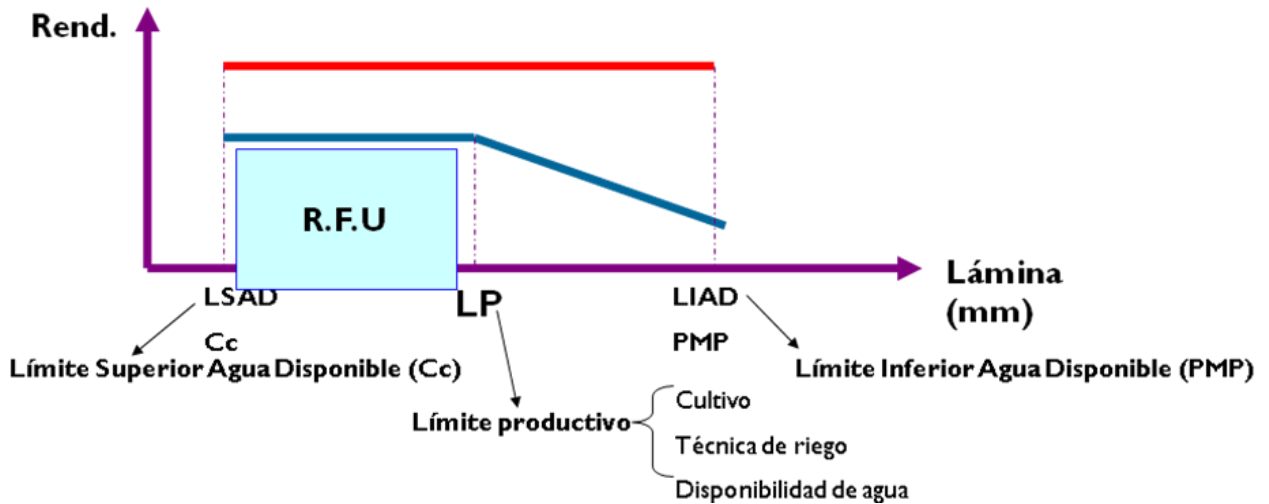 Rend.
R.F.U
Lámina
(mm)
LSAD
LP
LIAD
Cc
PMP
Límite Superior Agua Disponible (Cc)
Límite Inferior Agua Disponible (PMP)
Límite productivo
Cultivo
Técnica de riego
Disponibilidad de agua